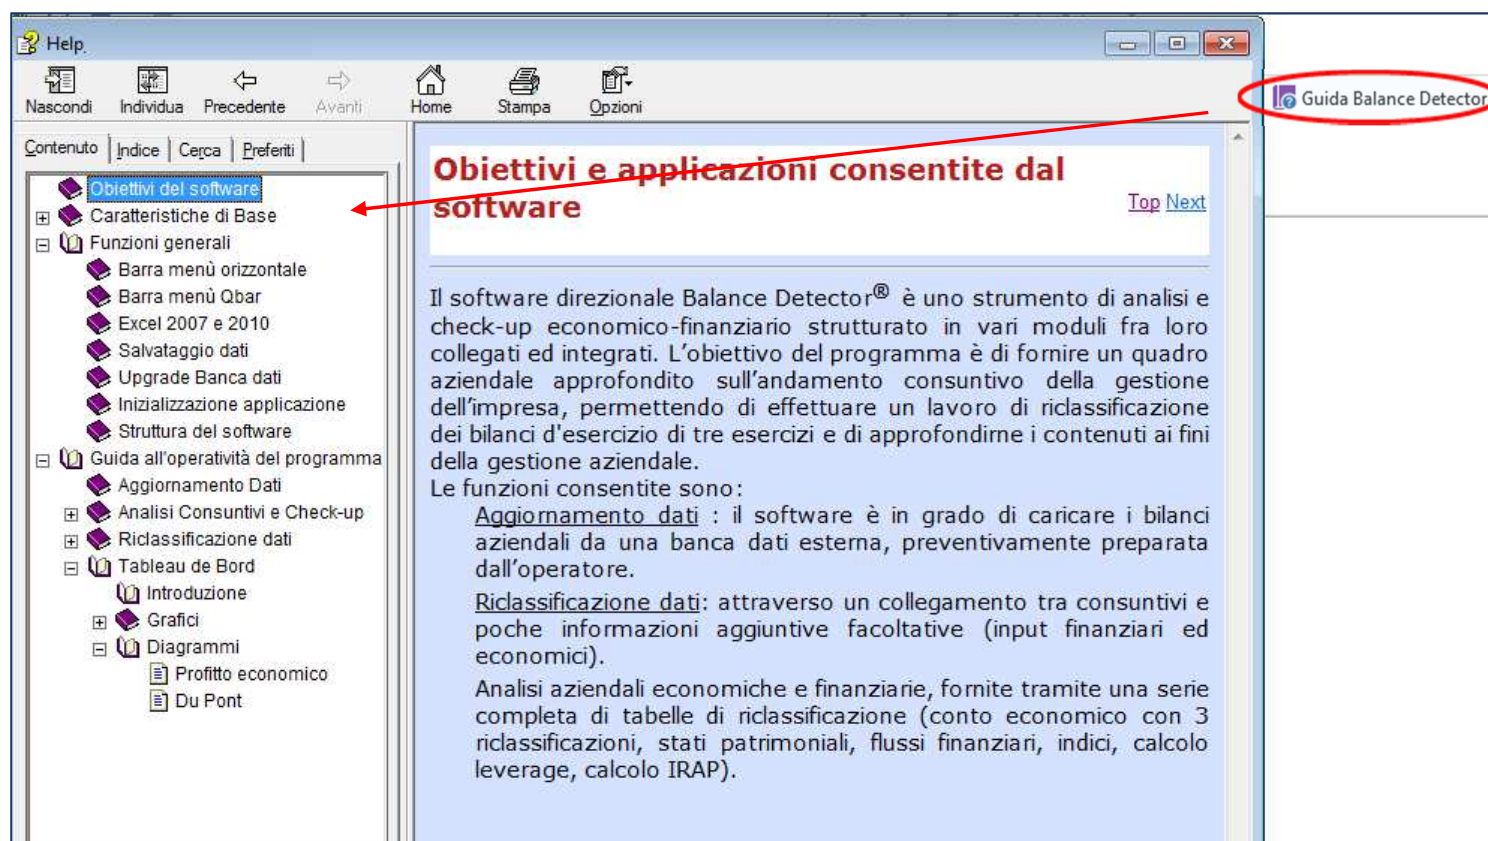 Help
Nascondi Individua Precedente Avanti Home Stampa Opzioni
Guida Balance Detector
Contenuto Indice Cerca Preferiti
Obiettivi del software
Caratteristiche di Base
Funzioni generali
Barra menù orizzontale
Barra menù Qbar
Excel 2007 e 2010
Salvataggio dati
Upgrade Banca dati
Inizializzazione applicazione
Struttura del software
Guida all'operatività del programma
Aggiornamento Dati
Analisi Consuntivi e Check-up
Riclassificazione dati
Tableau de Bord
Introduzione
Grafici
Diagrammi
Profitto economico
Du Pont
Obiettivi e applicazioni consentite dal
software
Top Next
Il software direzionale Balance Detector® è uno strumento di analisi e
check-up economico-finanziario strutturato in vari moduli fra loro
collegati ed integrati. L'obiettivo del programma è di fornire un quadro
aziendale approfondito sull'andamento consuntivo della gestione
dell'impresa, permettendo di effettuare un lavoro di riclassificazione
dei bilanci d'esercizio di tre esercizi e di approfondirne i contenuti ai fini
della gestione aziendale.
Le funzioni consentite sono:
Aggiornamento dati : il software è in grado di caricare i bilanci
aziendali da una banca dati esterna, preventivamente preparata
dall'operatore.
Riclassificazione dati: attraverso un collegamento tra consuntivi e
poche informazioni aggiuntive facoltative (input finanziari ed
economici).
Analisi aziendali economiche e finanziarie, fornite tramite una serie
completa di tabelle di riclassificazione (conto economico con 3
riclassificazioni, stati patrimoniali, flussi finanziari, indici, calcolo
leverage, calcolo IRAP).